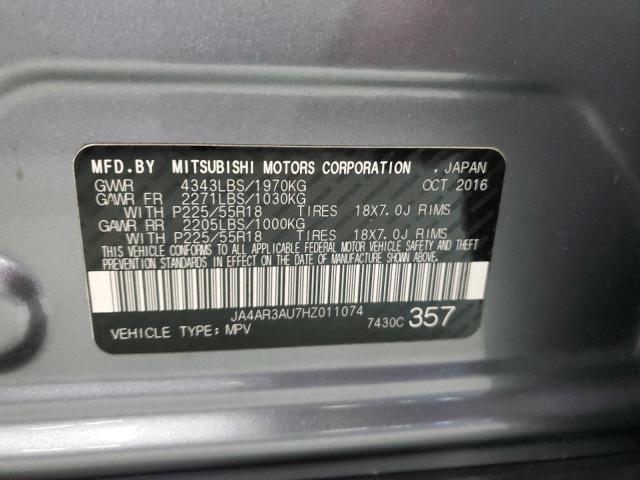 MFD.BY MITSUBISHI MOTORS CORPORATION . JAPAN
GVWR 4343LBS/1970KG OCT 2016
GAWR FR 2271LBS/1030KG
WITH P225/55R18 TIRES 18X7.0J RIMS
GAWR RR 2205LBS/1000KG
WITH P225/55R18 TIRES 18X7.0J RIMS
THIS VEHICLE CONFORMS TO ALL APPLICABLE FEDERAL MOTOR VEHICLE SAFETY AND THEFT
PREVENTION STANDARDS IN EFFECT ON THE DATE OF MANUFACTURE SHOWN ABOVE.
JA4AR3AU7HZ011074
VEHICLE TYPE: MPV 7430C 357